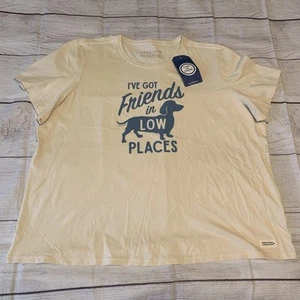 I'VE GOT
Friends
in
LOW
PLACES